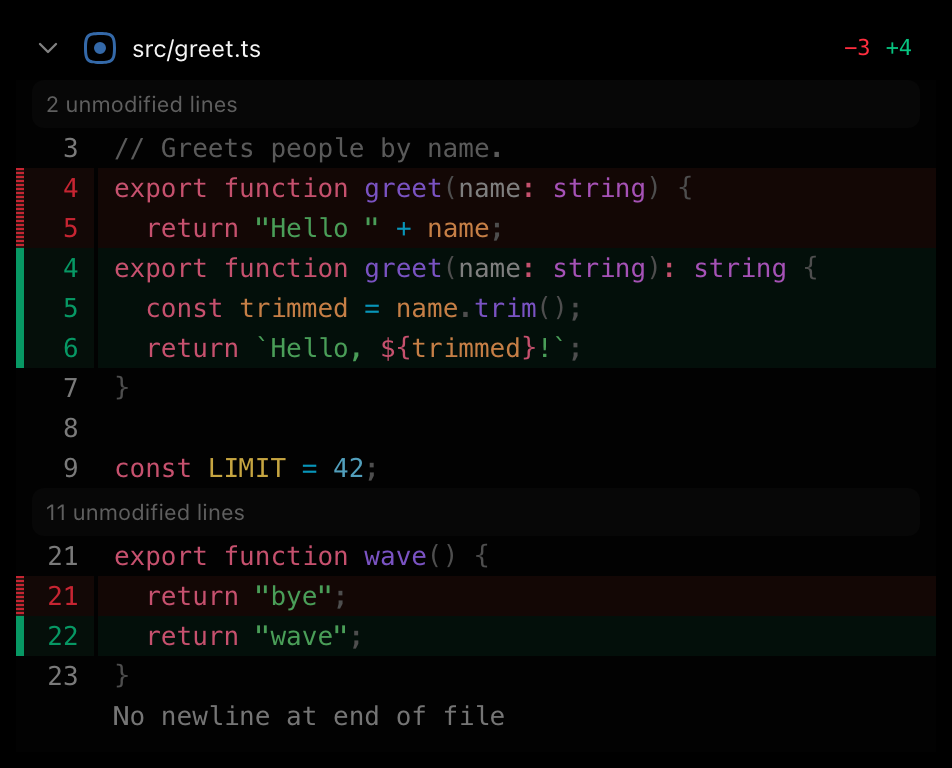 src/greet.ts −3 +4
2 unmodified lines
3 // Greets people by name.
4 export function greet(name: string) {
5   return "Hello " + name;
4 export function greet(name: string): string {
5   const trimmed = name.trim();
6   return `Hello, ${trimmed}!`;
7 }
8
9 const LIMIT = 42;
11 unmodified lines
21 export function wave() {
21   return "bye";
22   return "wave";
23 }
No newline at end of file